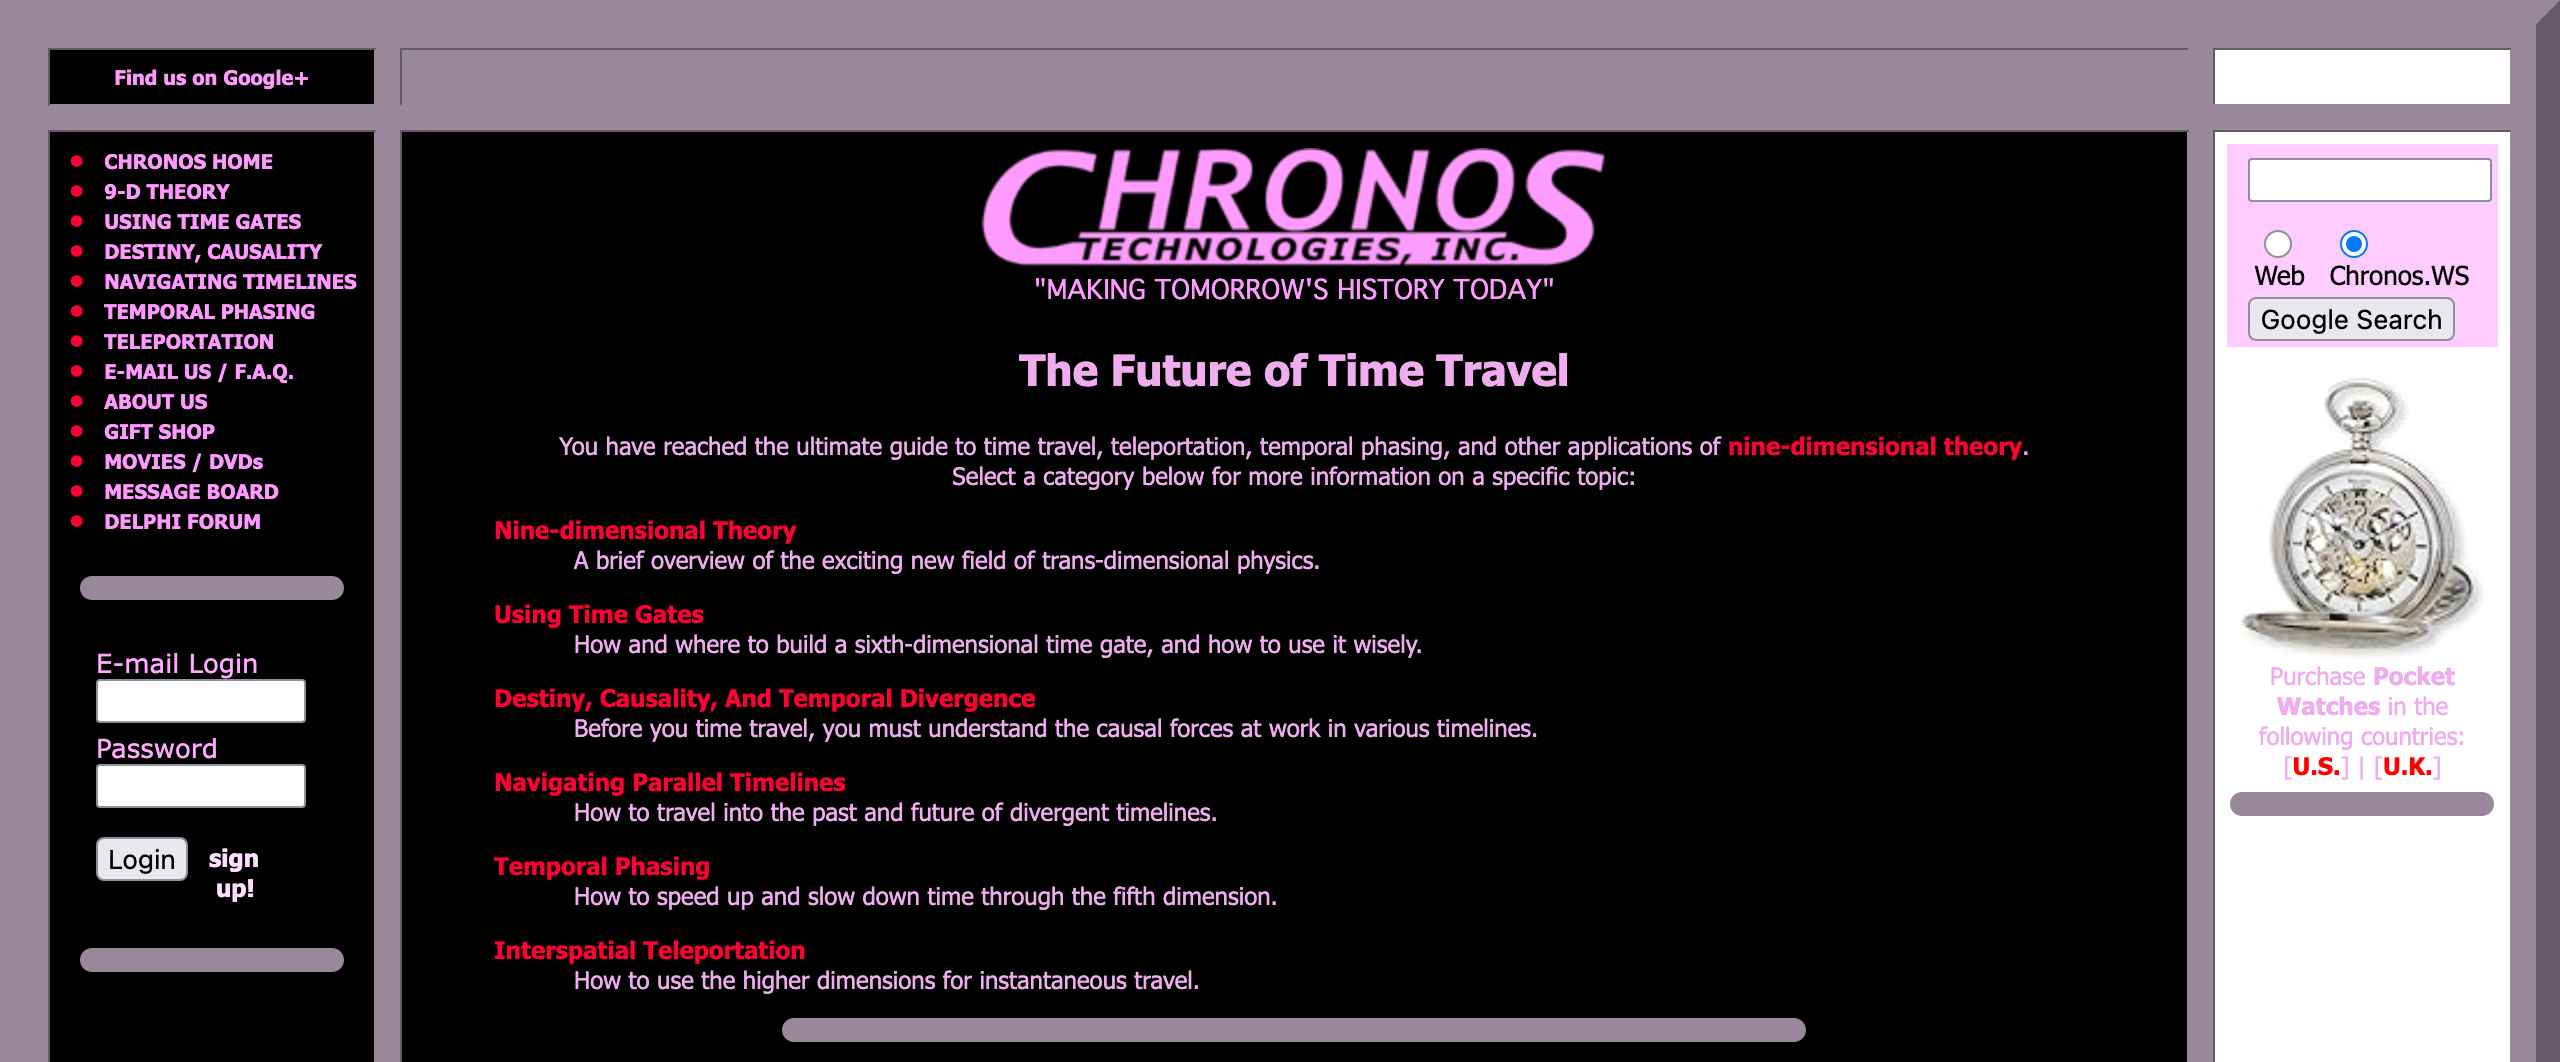 Find us on Google+
CHRONOS HOME
9-D THEORY
USING TIME GATES
DESTINY, CAUSALITY
NAVIGATING TIMELINES
TEMPORAL PHASING
TELEPORTATION
E-MAIL US / F.A.Q.
ABOUT US
GIFT SHOP
MOVIES / DVDs
MESSAGE BOARD
DELPHI FORUM
E-mail Login
Password
Login
sign
up!
CHRONOS
TECHNOLOGIES, INC.
"MAKING TOMORROW'S HISTORY TODAY"
The Future of Time Travel
You have reached the ultimate guide to time travel, teleportation, temporal phasing, and other applications of nine-dimensional theory.
Select a category below for more information on a specific topic:
Nine-dimensional Theory
A brief overview of the exciting new field of trans-dimensional physics.
Using Time Gates
How and where to build a sixth-dimensional time gate, and how to use it wisely.
Destiny, Causality, And Temporal Divergence
Before you time travel, you must understand the causal forces at work in various timelines.
Navigating Parallel Timelines
How to travel into the past and future of divergent timelines.
Temporal Phasing
How to speed up and slow down time through the fifth dimension.
Interspatial Teleportation
How to use the higher dimensions for instantaneous travel.
Web Chronos.WS
Google Search
Purchase Pocket
Watches in the
following countries:
[U.S.] | [U.K.]